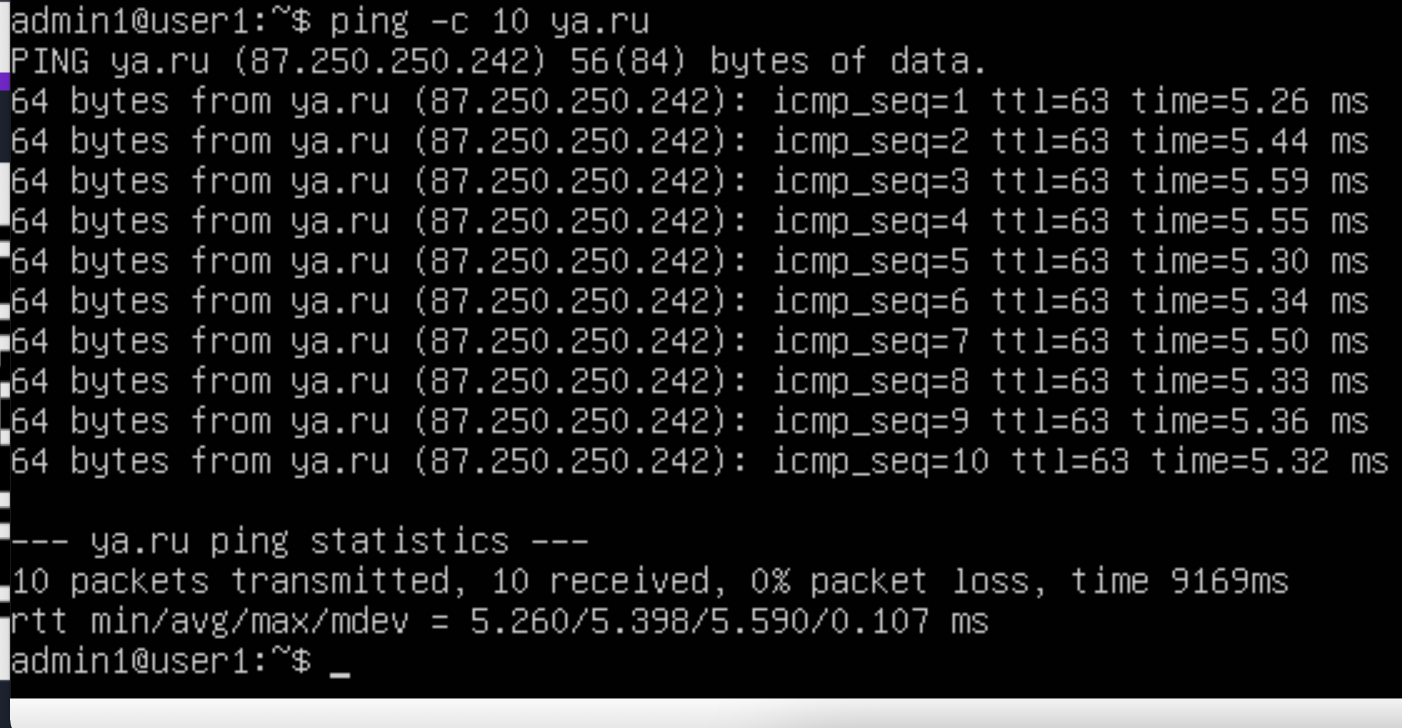 admin1@user1:~$ ping -c 10 ya.ru
PING ya.ru (87.250.250.242) 56(84) bytes of data.
64 bytes from ya.ru (87.250.250.242): icmp_seq=1 ttl=63 time=5.26 ms
64 bytes from ya.ru (87.250.250.242): icmp_seq=2 ttl=63 time=5.44 ms
64 bytes from ya.ru (87.250.250.242): icmp_seq=3 ttl=63 time=5.59 ms
64 bytes from ya.ru (87.250.250.242): icmp_seq=4 ttl=63 time=5.55 ms
64 bytes from ya.ru (87.250.250.242): icmp_seq=5 ttl=63 time=5.30 ms
64 bytes from ya.ru (87.250.250.242): icmp_seq=6 ttl=63 time=5.34 ms
64 bytes from ya.ru (87.250.250.242): icmp_seq=7 ttl=63 time=5.50 ms
64 bytes from ya.ru (87.250.250.242): icmp_seq=8 ttl=63 time=5.33 ms
64 bytes from ya.ru (87.250.250.242): icmp_seq=9 ttl=63 time=5.36 ms
64 bytes from ya.ru (87.250.250.242): icmp_seq=10 ttl=63 time=5.32 ms
--- ya.ru ping statistics ---
10 packets transmitted, 10 received, 0% packet loss, time 9169ms
rtt min/avg/max/mdev = 5.260/5.398/5.590/0.107 ms
admin1@user1:~$ _